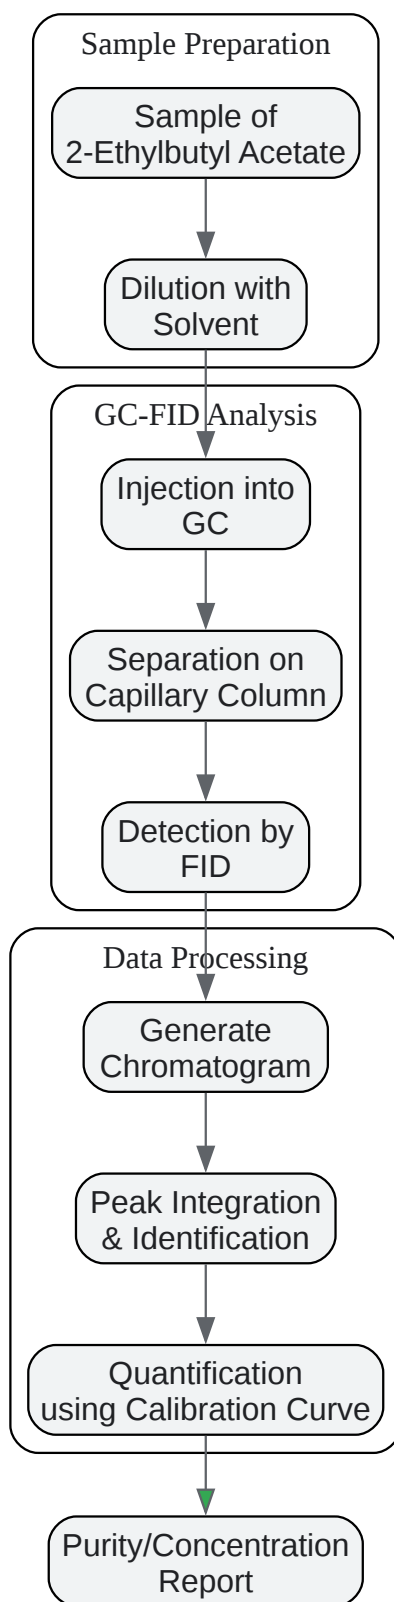 Sample Preparation
Sample of
2-Ethylbutyl Acetate
Dilution with
Solvent
GC-FID Analysis
Injection into
GC
Separation on
Capillary Column
Detection by
FID
Data Processing
Generate
Chromatogram
Peak Integration
& Identification
Quantification
using Calibration Curve
Purity/Concentration
Report